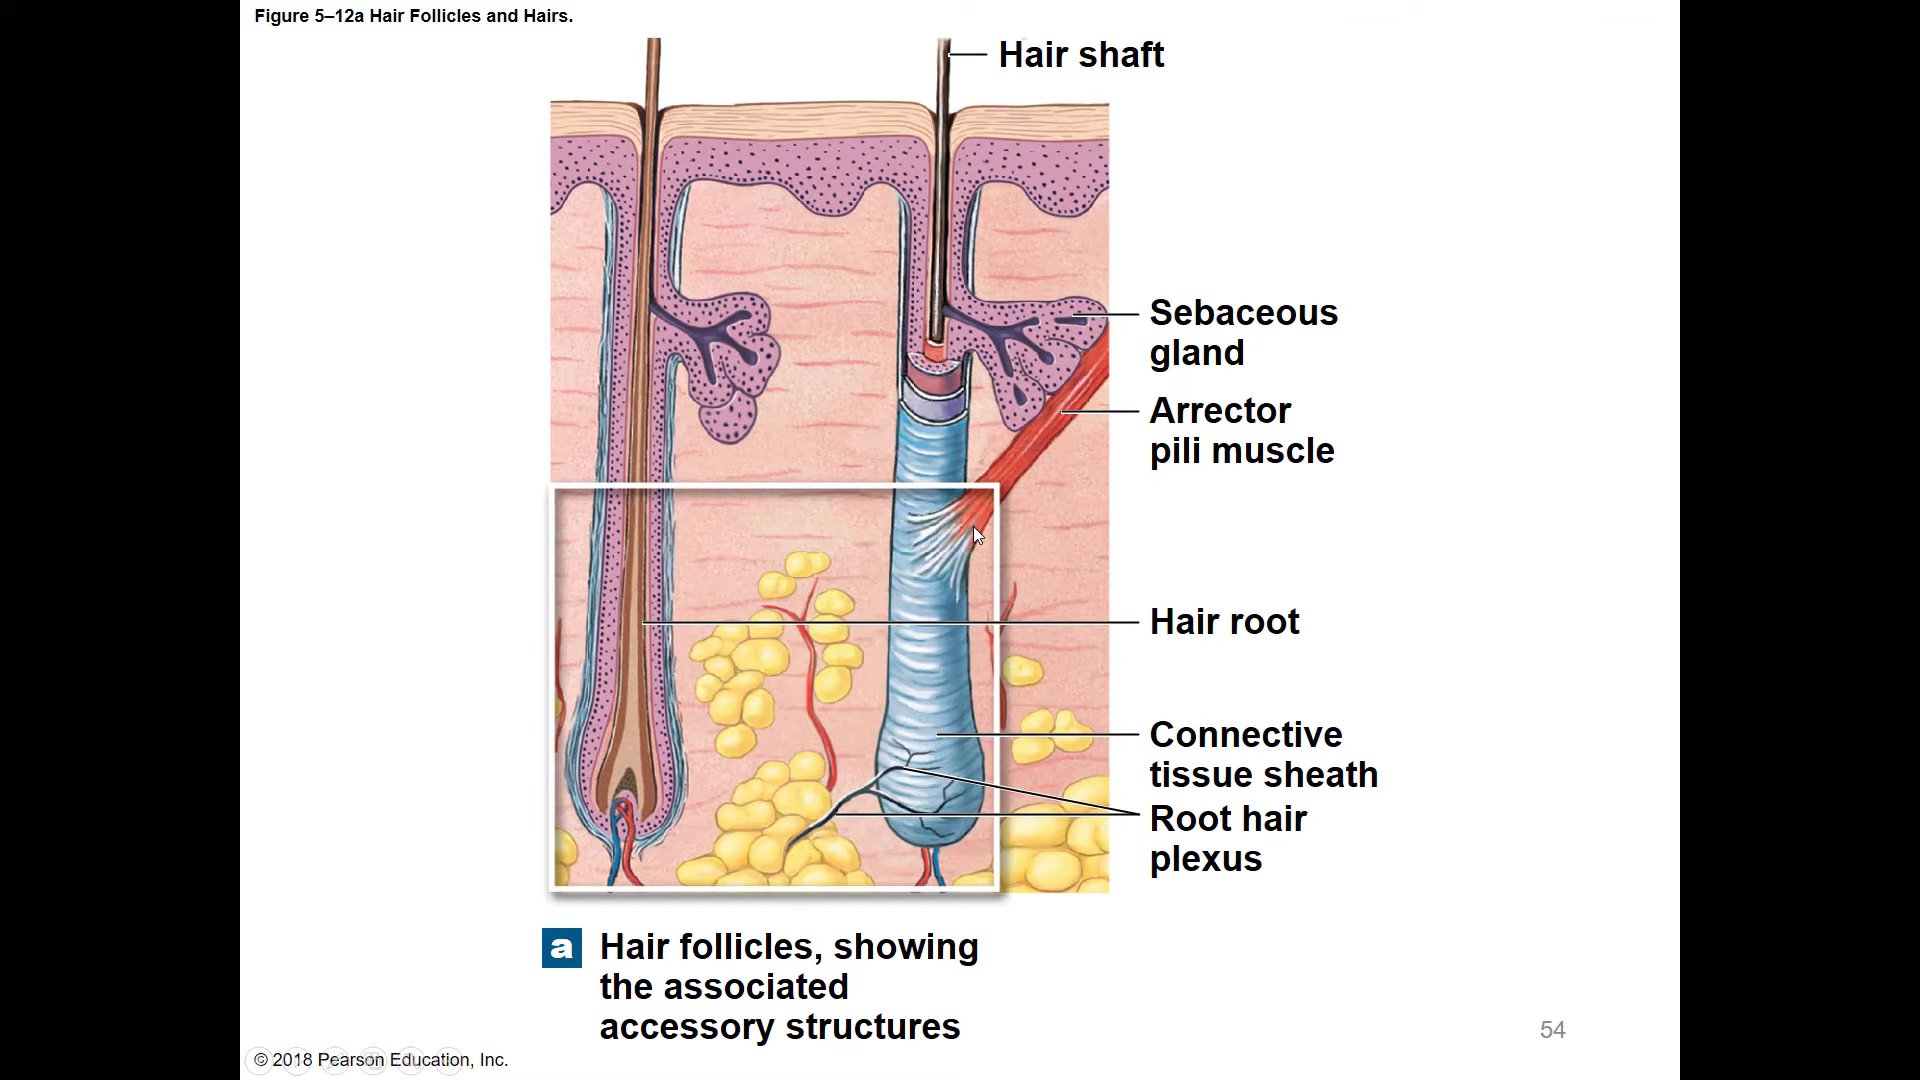 Figure 5–12a Hair Follicles and Hairs.
Hair shaft
Sebaceous
gland
Arrector
pili muscle
Hair root
Connective
tissue sheath
Root hair
plexus
a Hair follicles, showing
the associated
accessory structures
54
© 2018 Pearson Education, Inc.